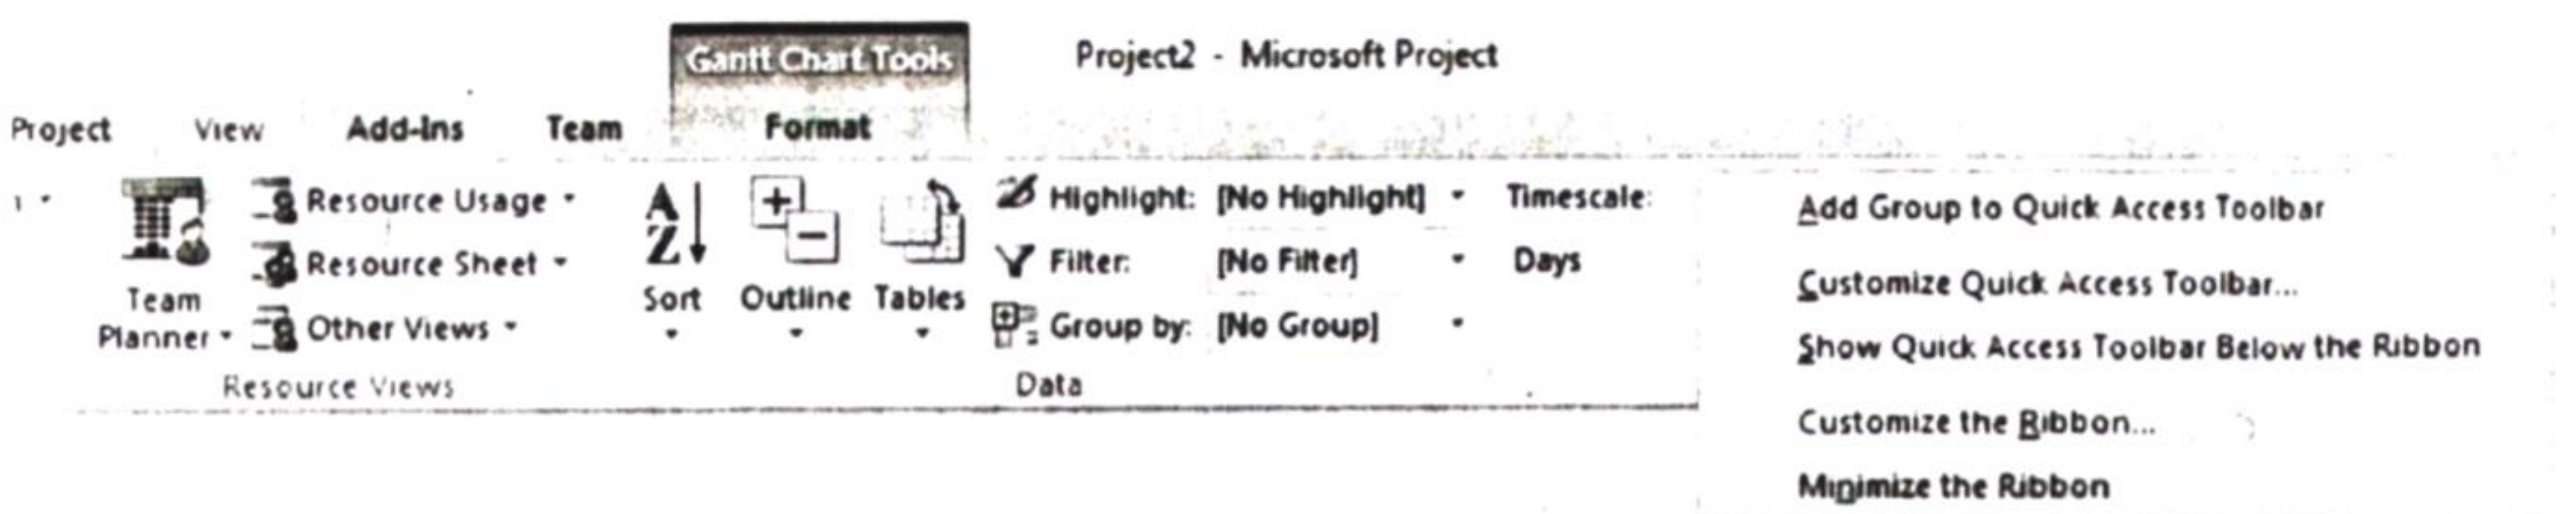 Gantt Chart Tools
Project2 - Microsoft Project
Project View Add-Ins Team Format
Resource Usage
Resource Sheet
Other Views
Team
Planner
Resource Views
Sort
Outline
Tables
Highlight: [No Highlight]
Filter: [No Filter]
Group by: [No Group]
Data
Timescale:
Days
Add Group to Quick Access Toolbar
Customize Quick Access Toolbar...
Show Quick Access Toolbar Below the Ribbon
Customize the Ribbon...
Minimize the Ribbon